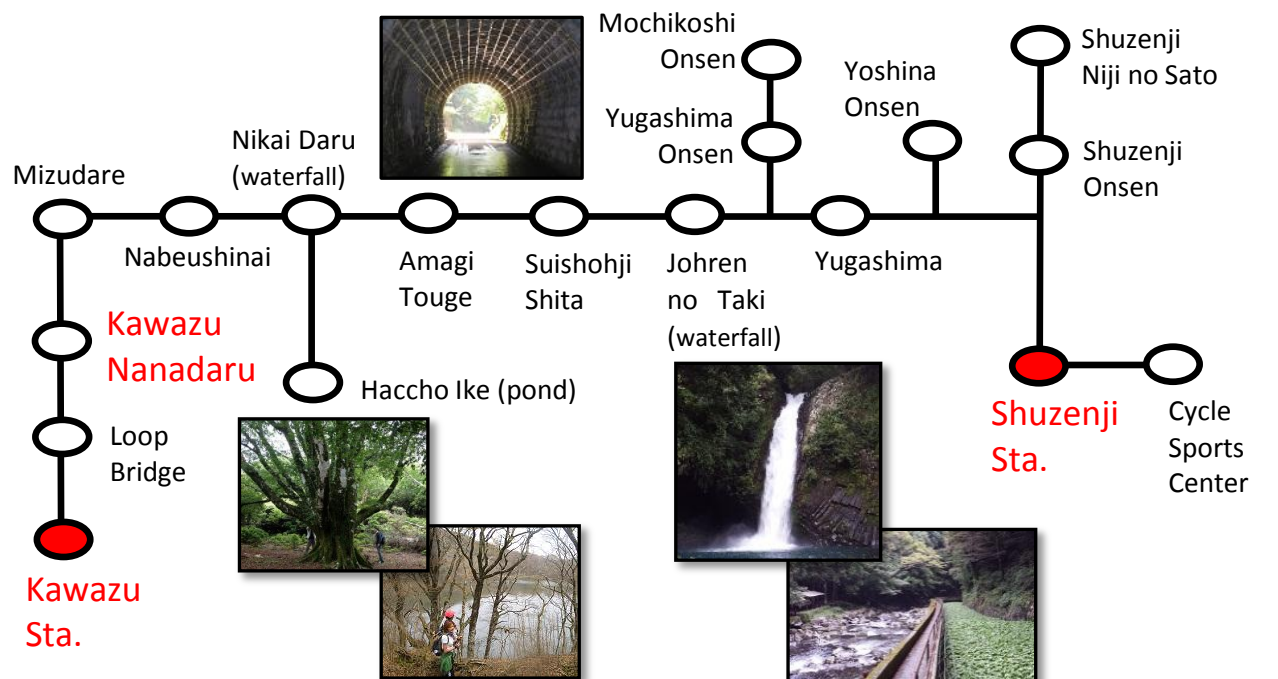 Mochikoshi
Onsen
Shuzenji
Niji no Sato
Yoshina
Onsen
Yugashima
Onsen
Nikai Daru
(waterfall)
Shuzenji
Onsen
Mizudare
Nabeushinai
Amagi
Touge
Suishohji
Shita
Johren
no Taki
(waterfall)
Yugashima
Kawazu
Nanadaru
Haccho Ike (pond)
Loop
Bridge
Shuzenji
Sta.
Cycle
Sports
Center
Kawazu
Sta.